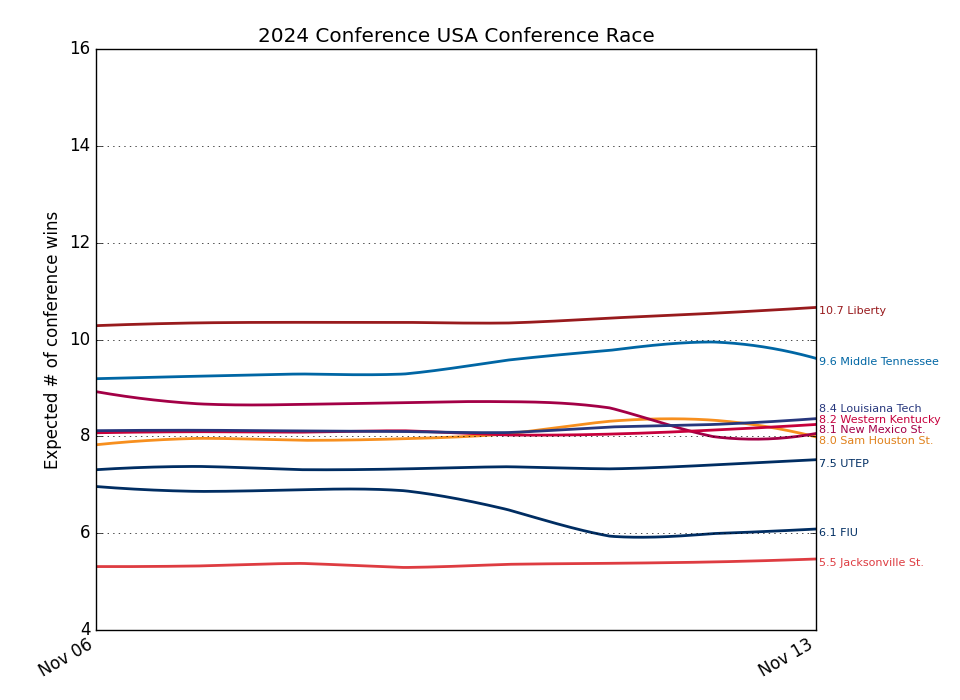 2024 Conference USA Conference Race
Expected # of conference wins
16
14
12
10
8
6
4
10.7 Liberty
9.6 Middle Tennessee
8.4 Louisiana Tech
8.2 Western Kentucky
8.1 New Mexico St.
8.0 Sam Houston St.
7.5 UTEP
6.1 FIU
5.5 Jacksonville St.
Nov 06
Nov 13